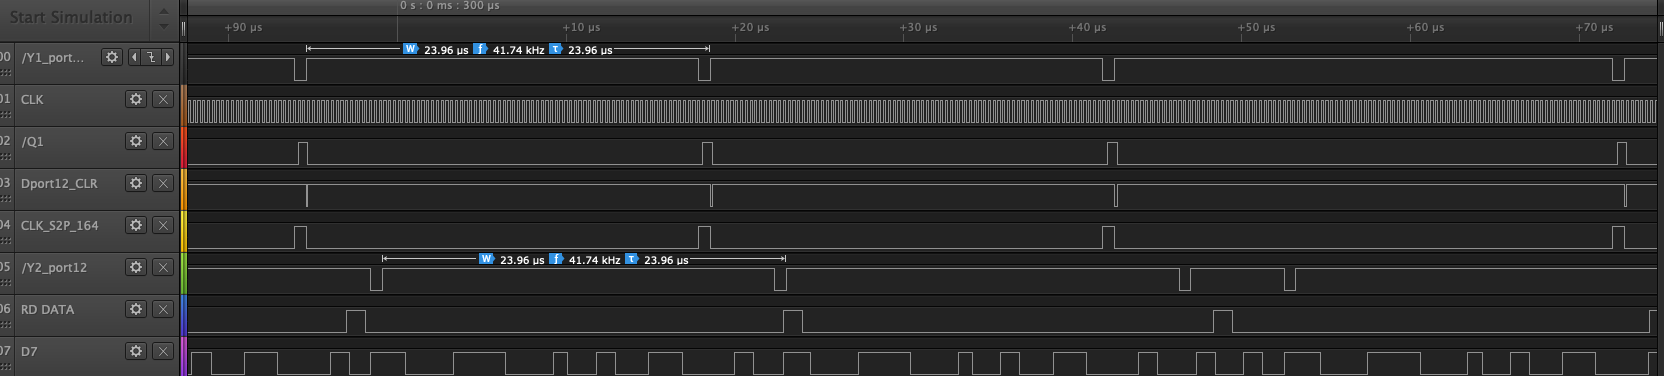 Start Simulation
0 s : 0 ms : 300 µs
+90 µs +10 µs +20 µs +30 µs +40 µs +50 µs +60 µs +70 µs
00 /Y1_port... W 23.96 µs f 41.74 kHz τ 23.96 µs
01 CLK
02 /Q1
03 Dport12_CLR
04 CLK_S2P_164
05 /Y2_port12 W 23.96 µs f 41.74 kHz τ 23.96 µs
06 RD DATA
07 D7